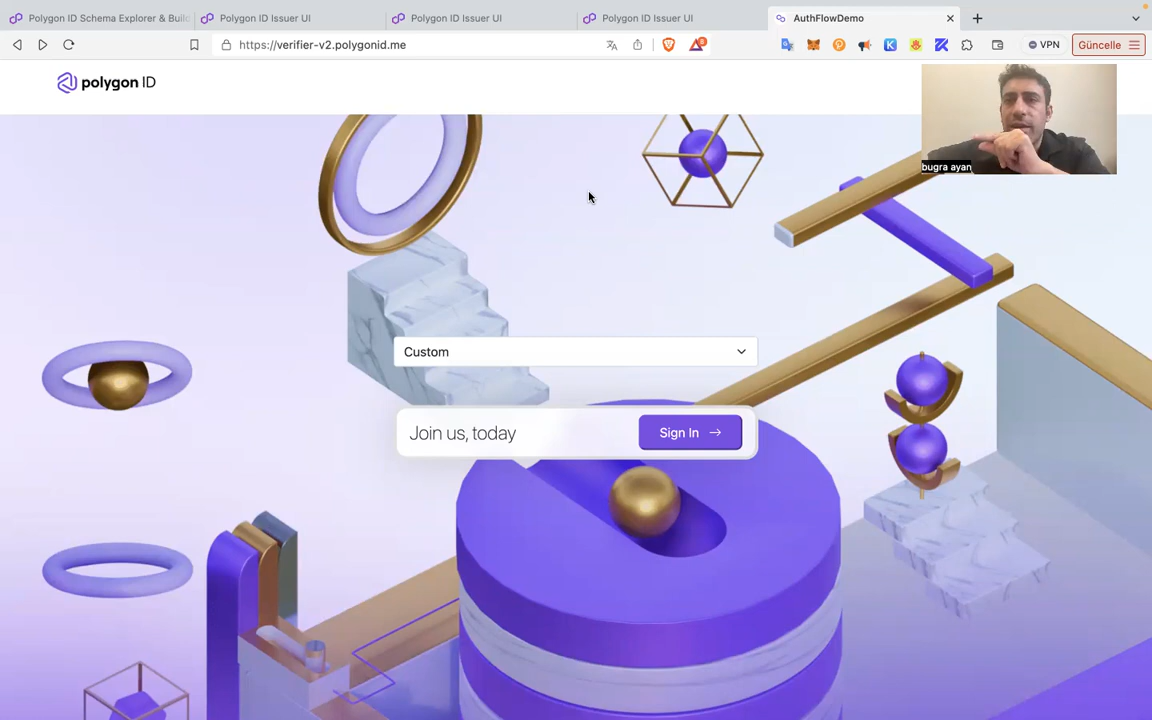 Polygon ID Schema Explorer & Build
Polygon ID Issuer UI
Polygon ID Issuer UI
Polygon ID Issuer UI
AuthFlowDemo
https://verifier-v2.polygonid.me
VPN
Güncelle
polygon ID
bugra ayan
Custom
Join us, today
Sign In